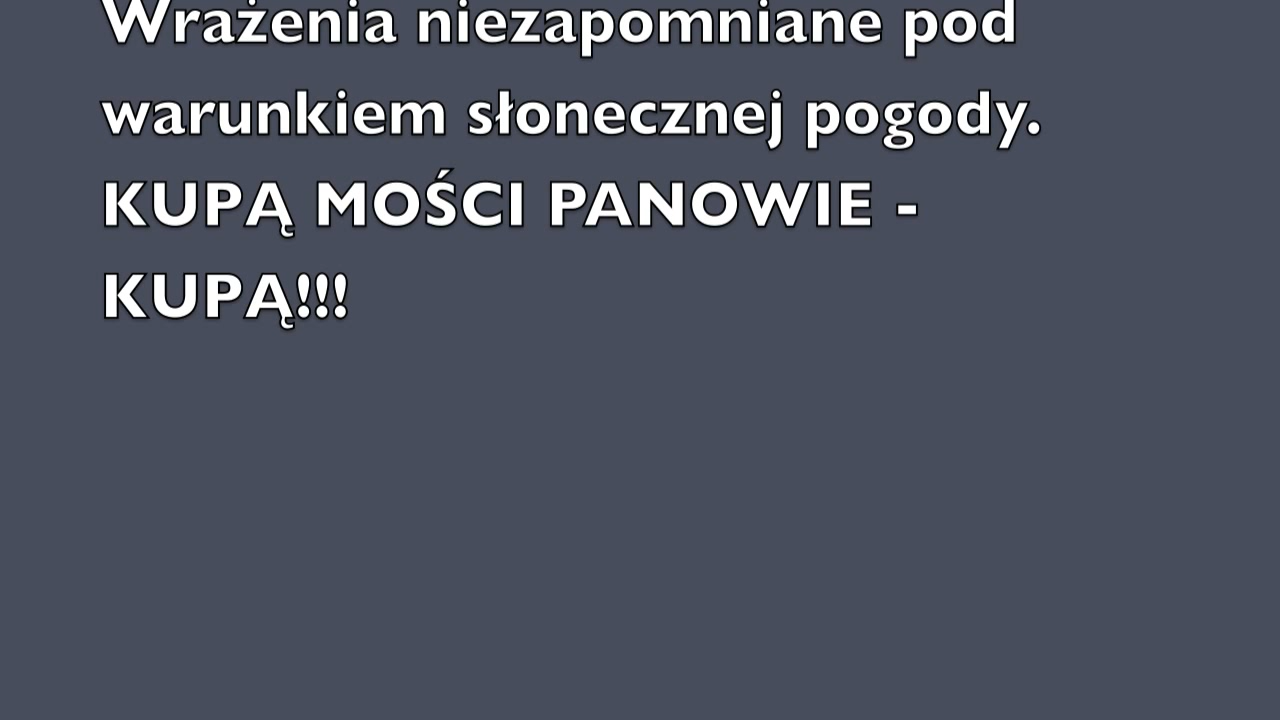 Wrażenia niezapomniane pod
warunkiem słonecznej pogody.
KUPĄ MOŚCI PANOWIE -
KUPĄ!!!